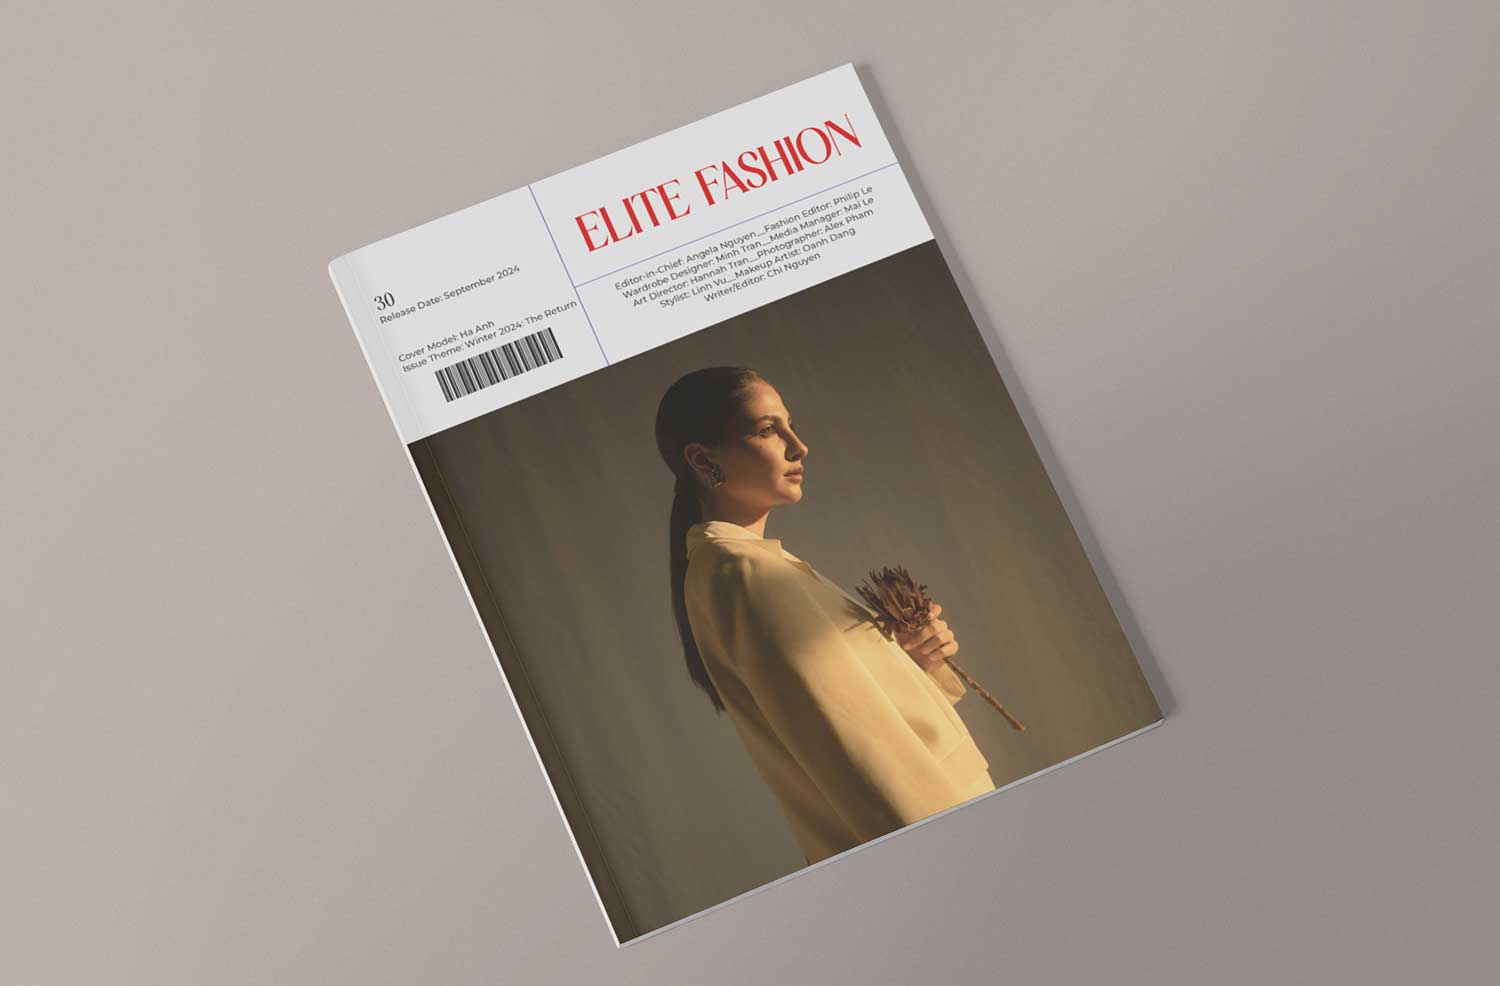 ELITE FASHION
30
Release Date: September 2024
Cover Model: Ha Anh
Issue Theme: Winter 2024: The Return
Editor-in-Chief: Angela Nguyen__Fashion Editor: Philip Le
Wardrobe Designer: Minh Tran__Media Manager: Mai Le
Art Director: Hannah Tran__Photographer: Alex Pham
Stylist: Linh Vu__Makeup Artist: Oanh Dang
Writer/Editor: Chi Nguyen